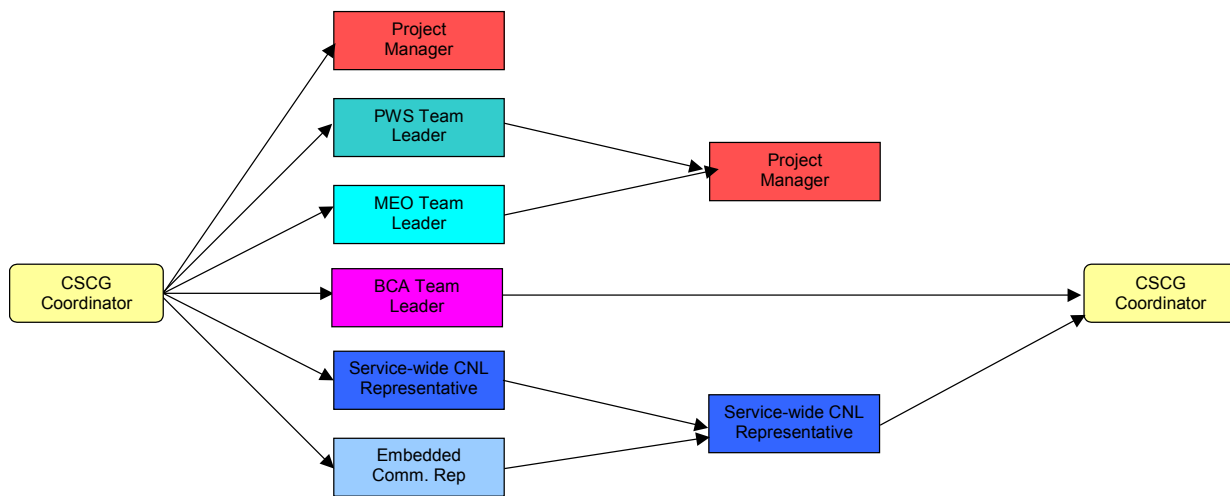 Project
Manager
PWS Team
Leader
Project
Manager
MEO Team
Leader
CSCG
Coordinator
BCA Team
Leader
CSCG
Coordinator
Service-wide CNL
Representative
Service-wide CNL
Representative
Embedded
Comm. Rep